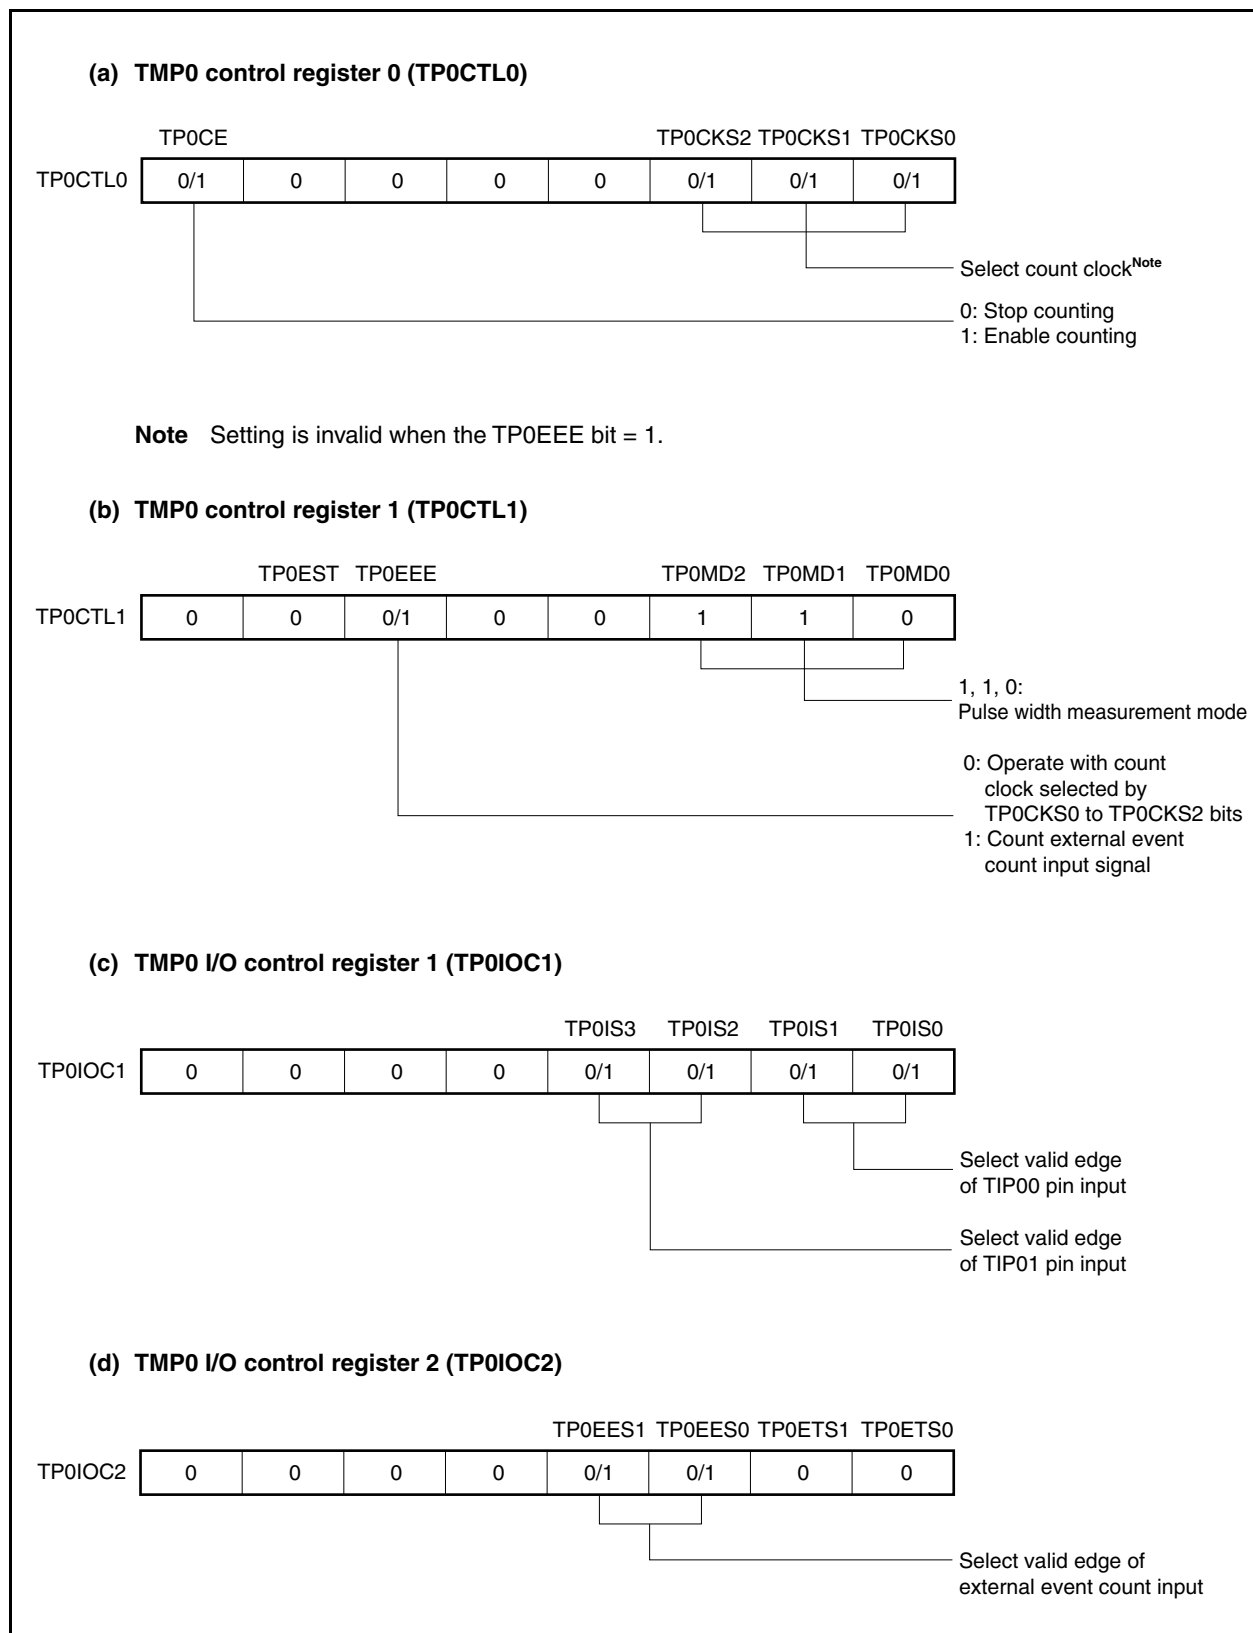 (a) TMP0 control register 0 (TP0CTL0)
TP0CE TP0CKS2 TP0CKS1 TP0CKS0
TP0CTL0 0/1 0 0 0 0 0/1 0/1 0/1
Select count clockNote
0: Stop counting
1: Enable counting
Note Setting is invalid when the TP0EEE bit = 1.
(b) TMP0 control register 1 (TP0CTL1)
TP0EST TP0EEE TP0MD2 TP0MD1 TP0MD0
TP0CTL1 0 0 0/1 0 0 1 1 0
1, 1, 0:
Pulse width measurement mode
0: Operate with count
clock selected by
TP0CKS0 to TP0CKS2 bits
1: Count external event
count input signal
(c) TMP0 I/O control register 1 (TP0IOC1)
TP0IS3 TP0IS2 TP0IS1 TP0IS0
TP0IOC1 0 0 0 0 0/1 0/1 0/1 0/1
Select valid edge
of TIP00 pin input
Select valid edge
of TIP01 pin input
(d) TMP0 I/O control register 2 (TP0IOC2)
TP0EES1 TP0EES0 TP0ETS1 TP0ETS0
TP0IOC2 0 0 0 0 0/1 0/1 0 0
Select valid edge of
external event count input